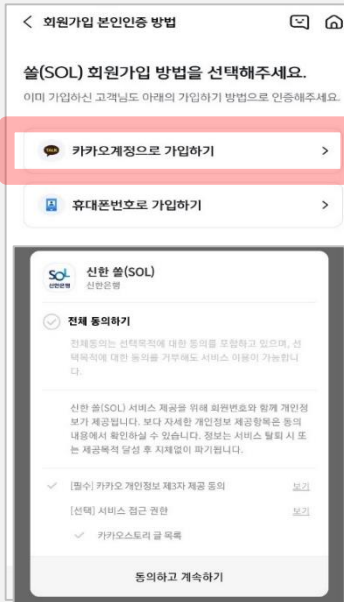 회원가입 본인인증 방법
쏠(SOL) 회원가입 방법을 선택해주세요.
이미 가입하신 고객님도 아래의 가입하기 방법으로 인증해주세요.
TALK 카카오계정으로 가입하기
휴대폰번호로 가입하기
SOL 신한 쏠(SOL)
신한은행 신한은행
전체 동의하기
전체동의는 선택목적에 대한 동의를 포함하고 있으며, 선
택목적에 대한 동의를 거부해도 서비스 이용이 가능합니
다.
신한 쏠(SOL) 서비스 제공을 위해 회원번호와 함께 개인정
보가 제공됩니다. 보다 자세한 개인정보 제공항목은 동의
내용에서 확인하실 수 있습니다. 정보는 서비스 탈퇴 시 또
는 제공목적 달성 후 지체없이 파기됩니다.
[필수] 카카오 개인정보 제3자 제공 동의 보기
[선택] 서비스 접근 권한 보기
카카오스토리 글 목록
동의하고 계속하기